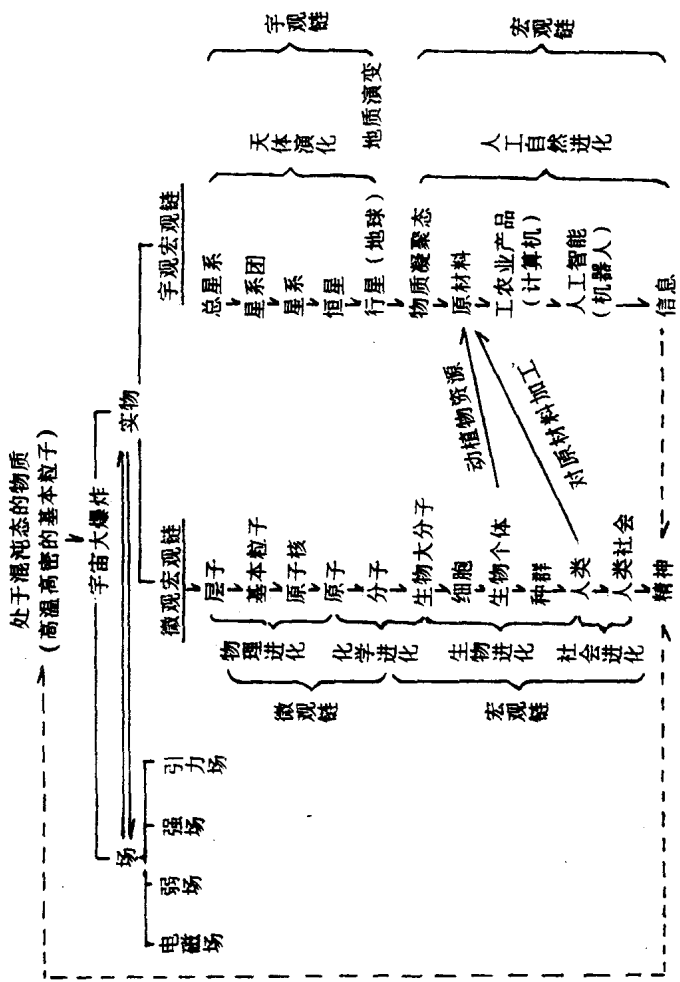 处于混沌态的物质
(高温高密的基本粒子)
宇宙大爆炸
场
实物
电磁场
弱场
强场
引力场
微观宏观链
层子
基本粒子
原子核
原子
分子
生物大分子
细胞
生物个体
种群
人类
人类社会
精神
物理进化
化学进化
生物进化
社会进化
微观链
宏观链
动植物资源
对原材料加工
宇观宏观链
总星系
星系团
星系
恒星
行星(地球)
物质凝聚态
原材料
工农业产品
(计算机)
人工智能
(机器人)
信息
天体演化
地质演变
人工自然进化
宇观链
宏观链